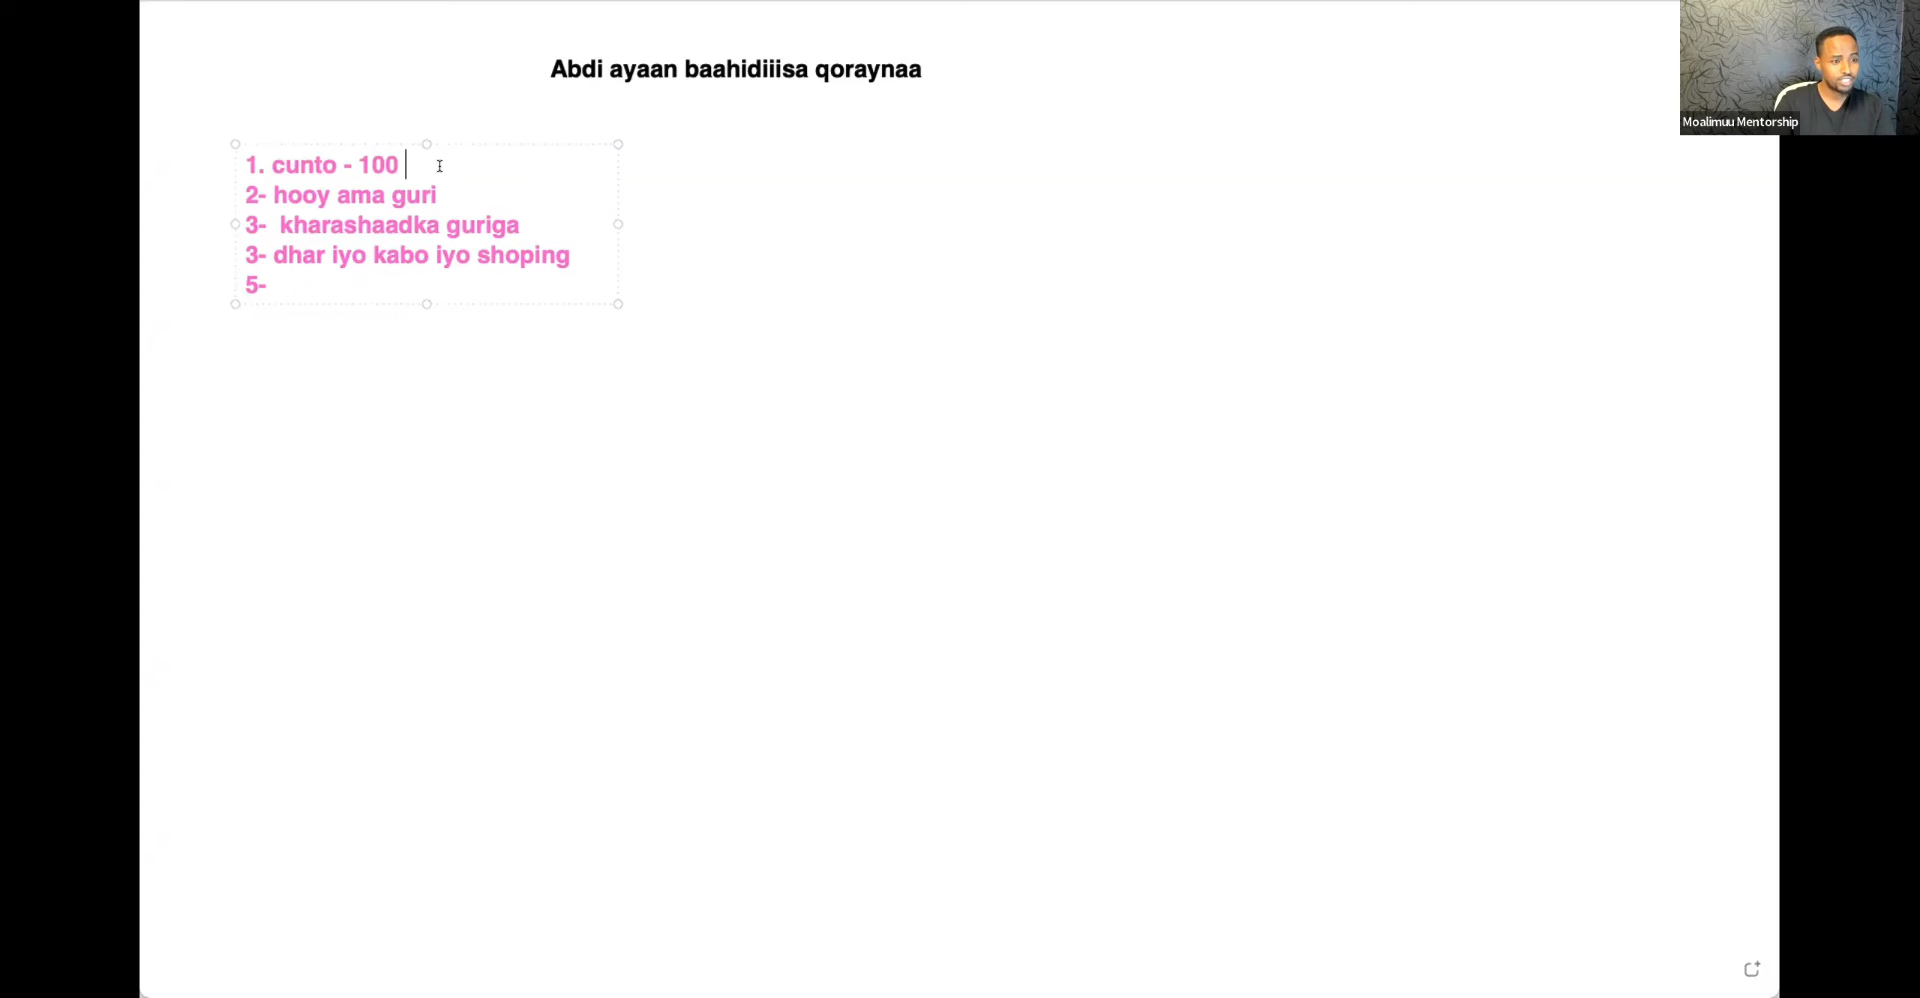 Abdi ayaan baahidiiisa qoraynaa
Moalimuu Mentorship
1. cunto - 100
2- hooy ama guri
3- kharashaadka guriga
3- dhar iyo kabo iyo shoping
5-